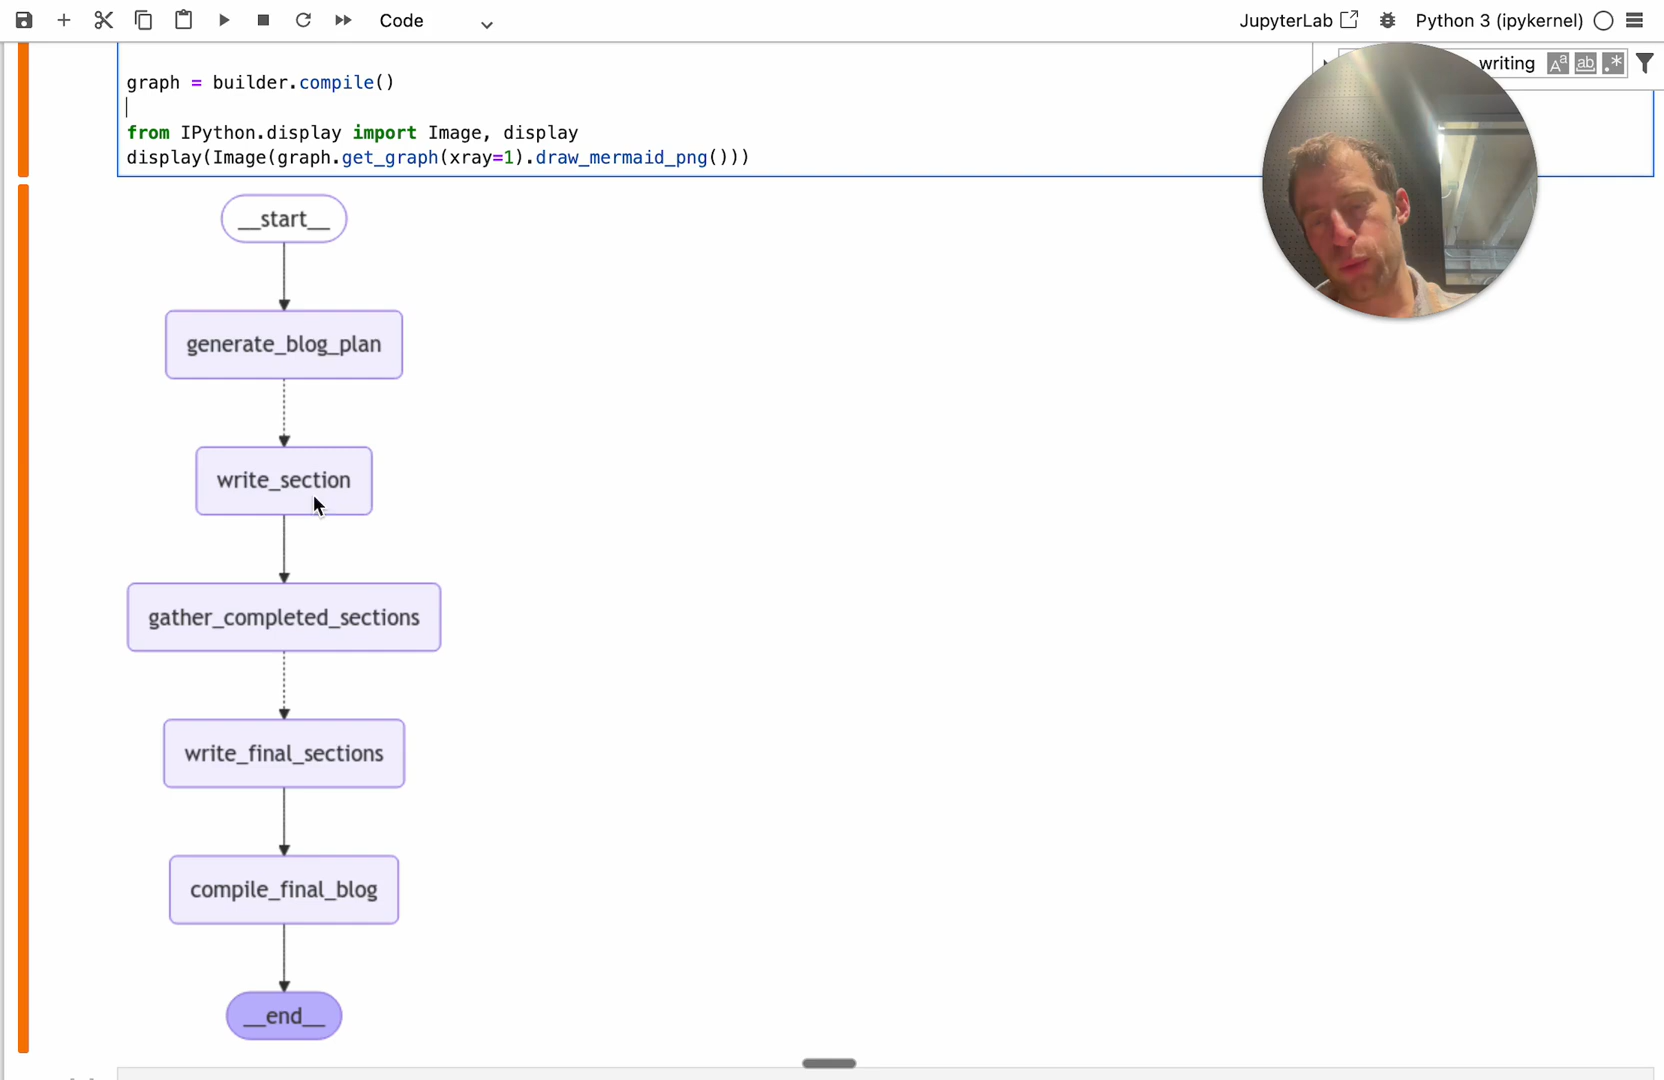 Code
JupyterLab
Python 3 (ipykernel)
writing
graph = builder.compile()
from IPython.display import Image, display
display(Image(graph.get_graph(xray=1).draw_mermaid_png()))
__start__
generate_blog_plan
write_section
gather_completed_sections
write_final_sections
compile_final_blog
__end__